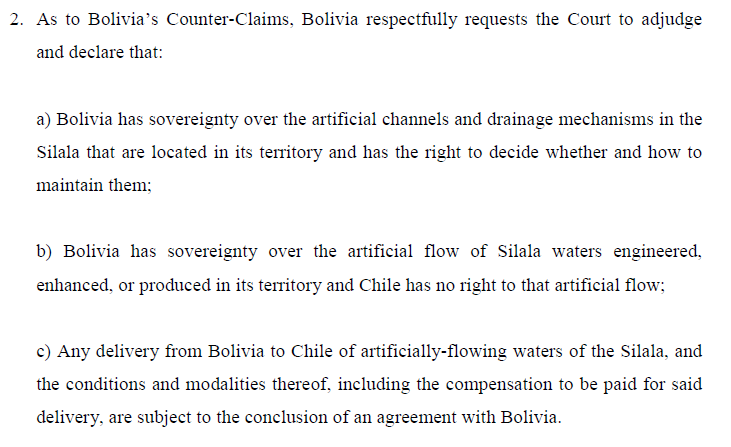 2. As to Bolivia's Counter-Claims, Bolivia respectfully requests the Court to adjudge
and declare that:
a) Bolivia has sovereignty over the artificial channels and drainage mechanisms in the
Silala that are located in its territory and has the right to decide whether and how to
maintain them;
b) Bolivia has sovereignty over the artificial flow of Silala waters engineered,
enhanced, or produced in its territory and Chile has no right to that artificial flow;
c) Any delivery from Bolivia to Chile of artificially-flowing waters of the Silala, and
the conditions and modalities thereof, including the compensation to be paid for said
delivery, are subject to the conclusion of an agreement with Bolivia.